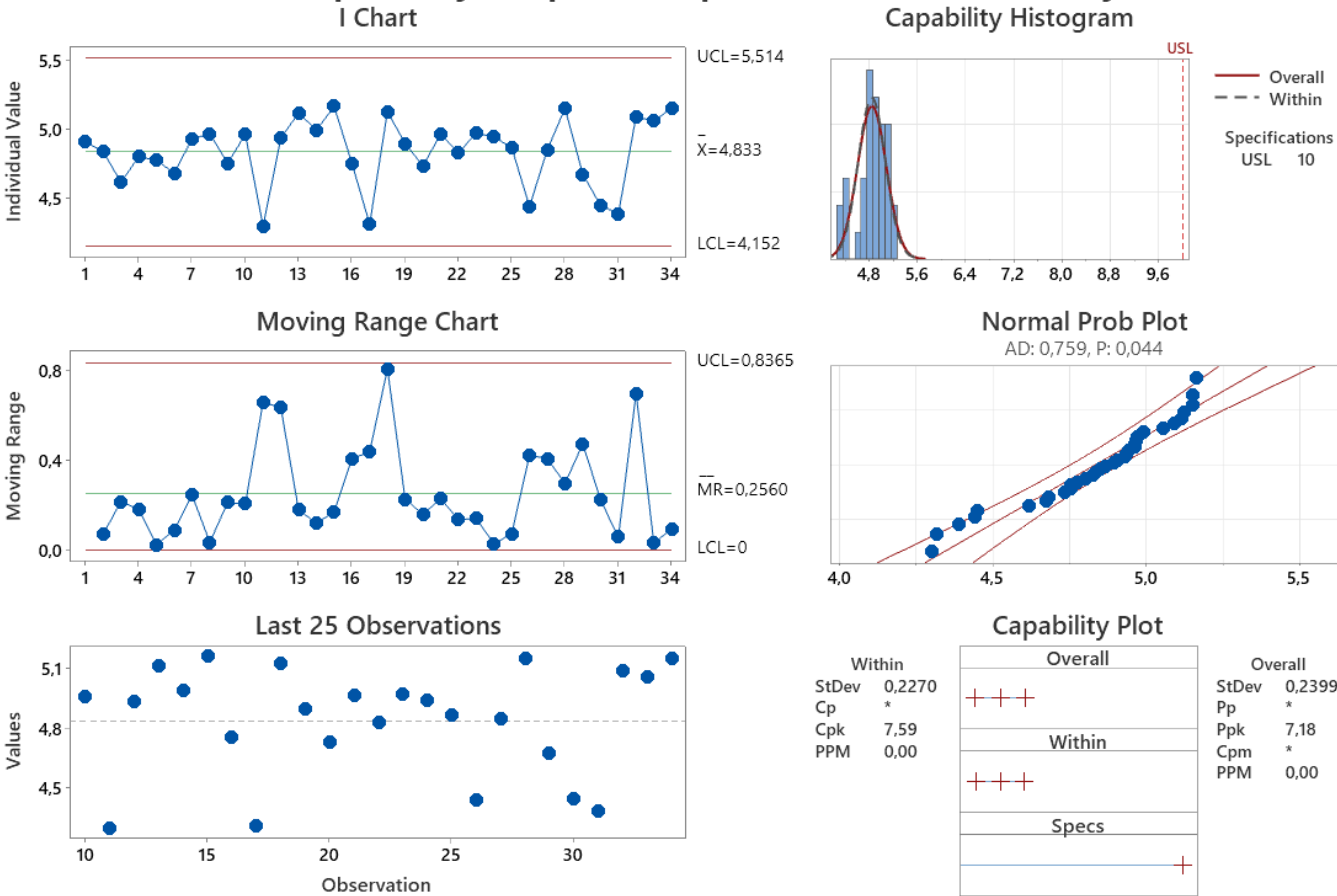 I Chart
Individual Value
5,5
5,0
4,5
UCL=5,514
X=4,833
LCL=4,152
1 4 7 10 13 16 19 22 25 28 31 34
Capability Histogram
USL
4,8 5,6 6,4 7,2 8,0 8,8 9,6
Overall
Within
Specifications
USL 10
Moving Range Chart
Moving Range
0,8
0,4
0,0
UCL=0,8365
MR=0,2560
LCL=0
1 4 7 10 13 16 19 22 25 28 31 34
Normal Prob Plot
AD: 0,759, P: 0,044
4,0 4,5 5,0 5,5
Last 25 Observations
Values
5,1
4,8
4,5
10 15 20 25 30
Observation
Capability Plot
Within
StDev 0,2270
Cp *
Cpk 7,59
PPM 0,00
Overall
Within
Specs
Overall
StDev 0,2399
Pp *
Ppk 7,18
Cpm *
PPM 0,00